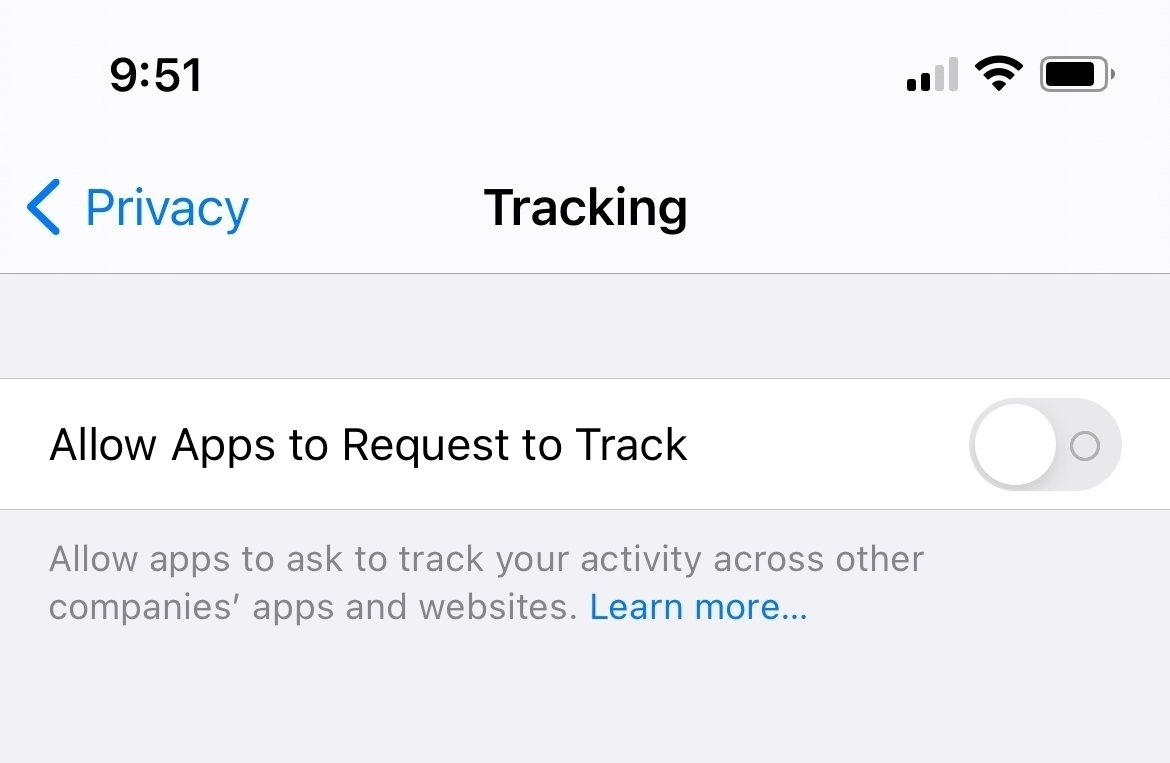 9:51
Privacy
Tracking
Allow Apps to Request to Track
Allow apps to ask to track your activity across other
companies’ apps and websites. Learn more...